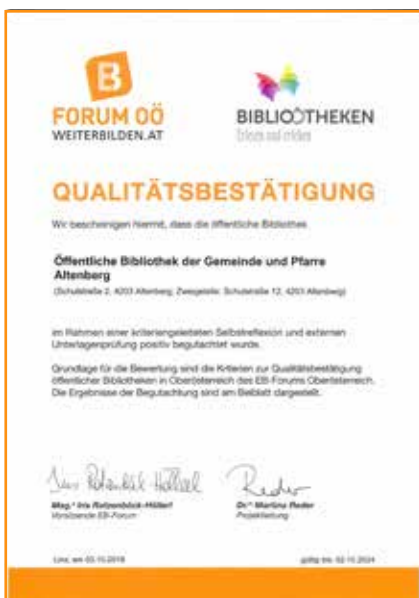 B
FORUM OÖ
WEITERBILDEN.AT
BIBLIOÖTHEKEN
QUALITÄTSBESTÄTIGUNG
Wir bescheinigen hiermit, dass die öffentliche Bibliothek
Öffentliche Bibliothek der Gemeinde und Pfarre
Altenberg
(Schulstraße 2, 4203 Altenberg; Zweigstelle: Schulstraße 12, 4203 Altenberg)
im Rahmen einer kriteriengeleiteten Selbstreflexion und externen
Unterlagenprüfung positiv begutachtet wurde.
Grundlage für die Bewertung sind die Kriterien zur Qualitätsbestätigung
öffentlicher Bibliotheken in Oberösterreich des EB-Forums Oberösterreich.
Die Ergebnisse der Begutachtung sind am Beiblatt dargestellt.
Mag.ª Iris Ratzenböck-Höllerl
Vorsitzende EB-Forum
Dr.in Martina Reder
Projektleitung
Linz, am 03.10.2019
gültig bis: 02.10.2024